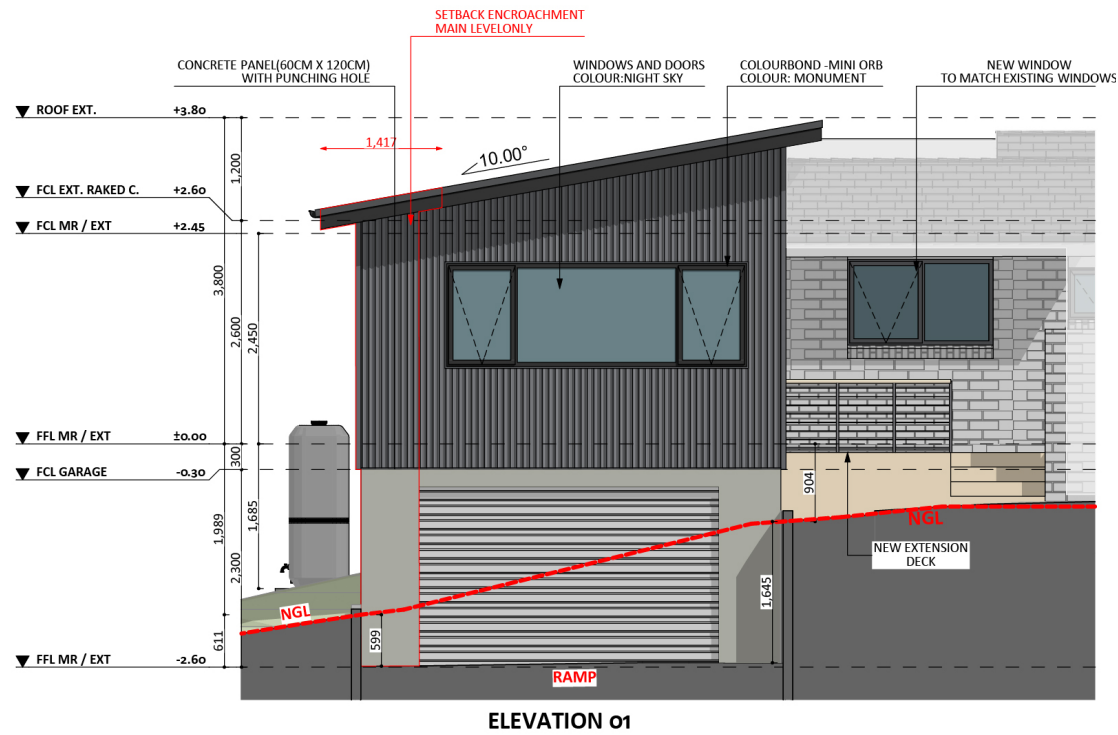 SETBACK ENCROACHMENT
MAIN LEVELONLY
CONCRETE PANEL(60CM X 120CM)
WITH PUNCHING HOLE
WINDOWS AND DOORS
COLOUR:NIGHT SKY
COLOURBOND -MINI ORB
COLOUR: MONUMENT
NEW WINDOW
TO MATCH EXISTING WINDOWS
ROOF EXT. +3.80
1,417
10.00°
1,200
FCL EXT. RAKED C. +2.60
FCL MR / EXT +2.45
3,800
2,600
2,450
FFL MR / EXT ±0.00
300
FCL GARAGE -0.30
904
1,989
1,685
NGL
2,300
NEW EXTENSION
DECK
1,645
NGL
611
599
FFL MR / EXT -2.60
RAMP
ELEVATION 01